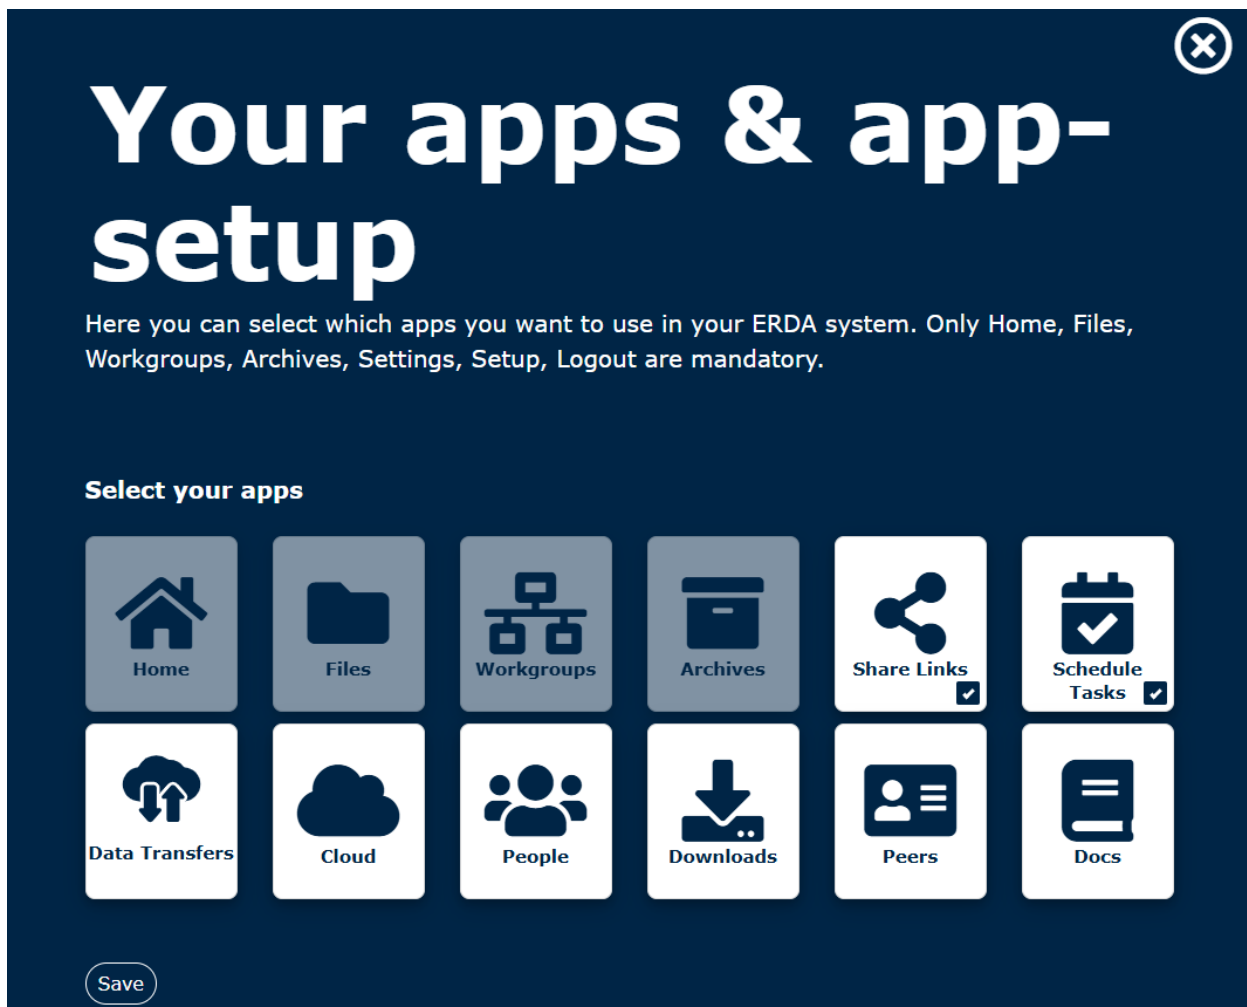 Your apps & app-
setup
Here you can select which apps you want to use in your ERDA system. Only Home, Files,
Workgroups, Archives, Settings, Setup, Logout are mandatory.
Select your apps
Home
Files
Workgroups
Archives
Share Links
Schedule
Tasks
Data Transfers
Cloud
People
Downloads
Peers
Docs
Save